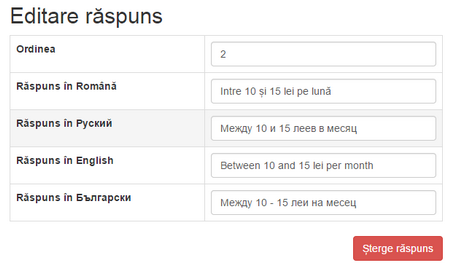 Editare răspuns
Ordinea 2
Răspuns în Română Intre 10 și 15 lei pe lună
Răspuns în Руский Между 10 и 15 леев в месяц
Răspuns în English Between 10 and 15 lei per month
Răspuns în Български Между 10 - 15 леи на месец
Șterge răspuns